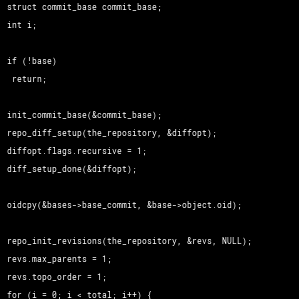 struct commit_base commit_base;
int i;

if (!base)
 return;

init_commit_base(&commit_base);
repo_diff_setup(the_repository, &diffopt);
diffopt.flags.recursive = 1;
diff_setup_done(&diffopt);

oidcpy(&bases->base_commit, &base->object.oid);

repo_init_revisions(the_repository, &revs, NULL);
revs.max_parents = 1;
revs.topo_order = 1;
for (i = 0; i < total; i++) {